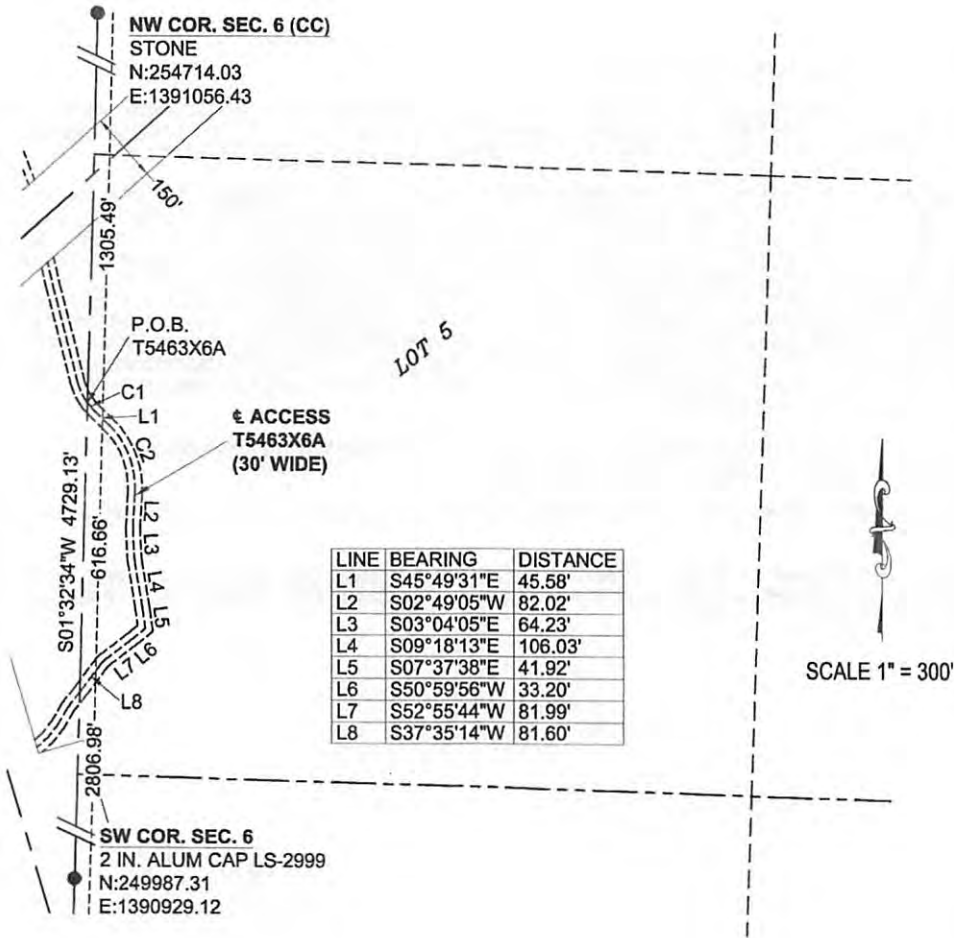 NW COR. SEC. 6 (CC)
STONE
N:254714.03
E:1391056.43
150'
1305.49'
P.O.B.
T5463X6A
C1
L1
LOT 5
C2
℄ ACCESS
T5463X6A
(30' WIDE)
S01°32'34"W 4729.13'
616.66'
L2
L3
L4
L5
L6
L7
L8
LINE BEARING DISTANCE
L1 S45°49'31"E 45.58'
L2 S02°49'05"W 82.02'
L3 S03°04'05"E 64.23'
L4 S09°18'13"E 106.03'
L5 S07°37'38"E 41.92'
L6 S50°59'56"W 33.20'
L7 S52°55'44"W 81.99'
L8 S37°35'14"W 81.60'
SCALE 1" = 300'
2806.98'
SW COR. SEC. 6
2 IN. ALUM CAP LS-2999
N:249987.31
E:1390929.12